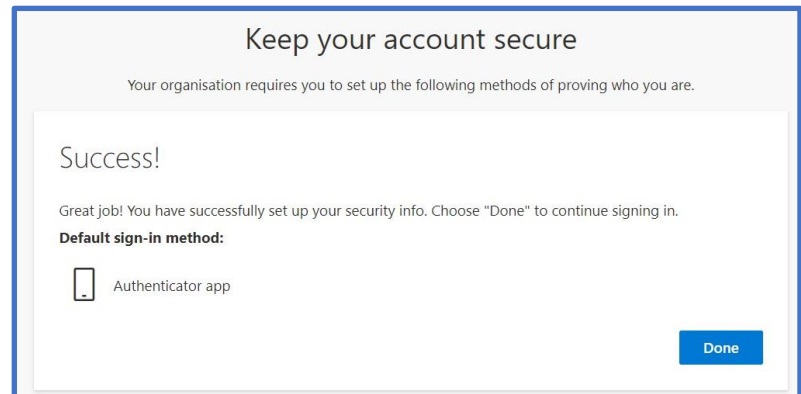 Keep your account secure
Your organisation requires you to set up the following methods of proving who you are.
Success!
Great job! You have successfully set up your security info. Choose "Done" to continue signing in.
Default sign-in method:
Authenticator app
Done